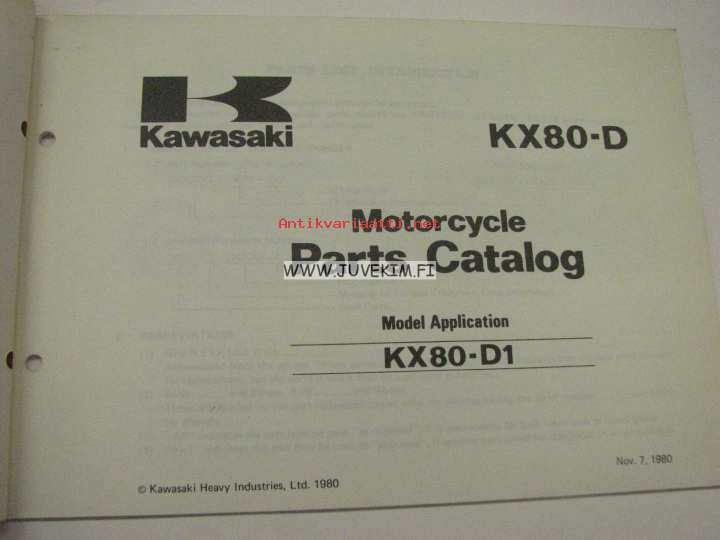 Kawasaki
KX80-D
Motorcycle
Antikvariaatti.net
Parts Catalog
WWW.JUVEKIM.FI
Model Application
KX80-D1
Nov. 7, 1980
© Kawasaki Heavy Industries, Ltd. 1980